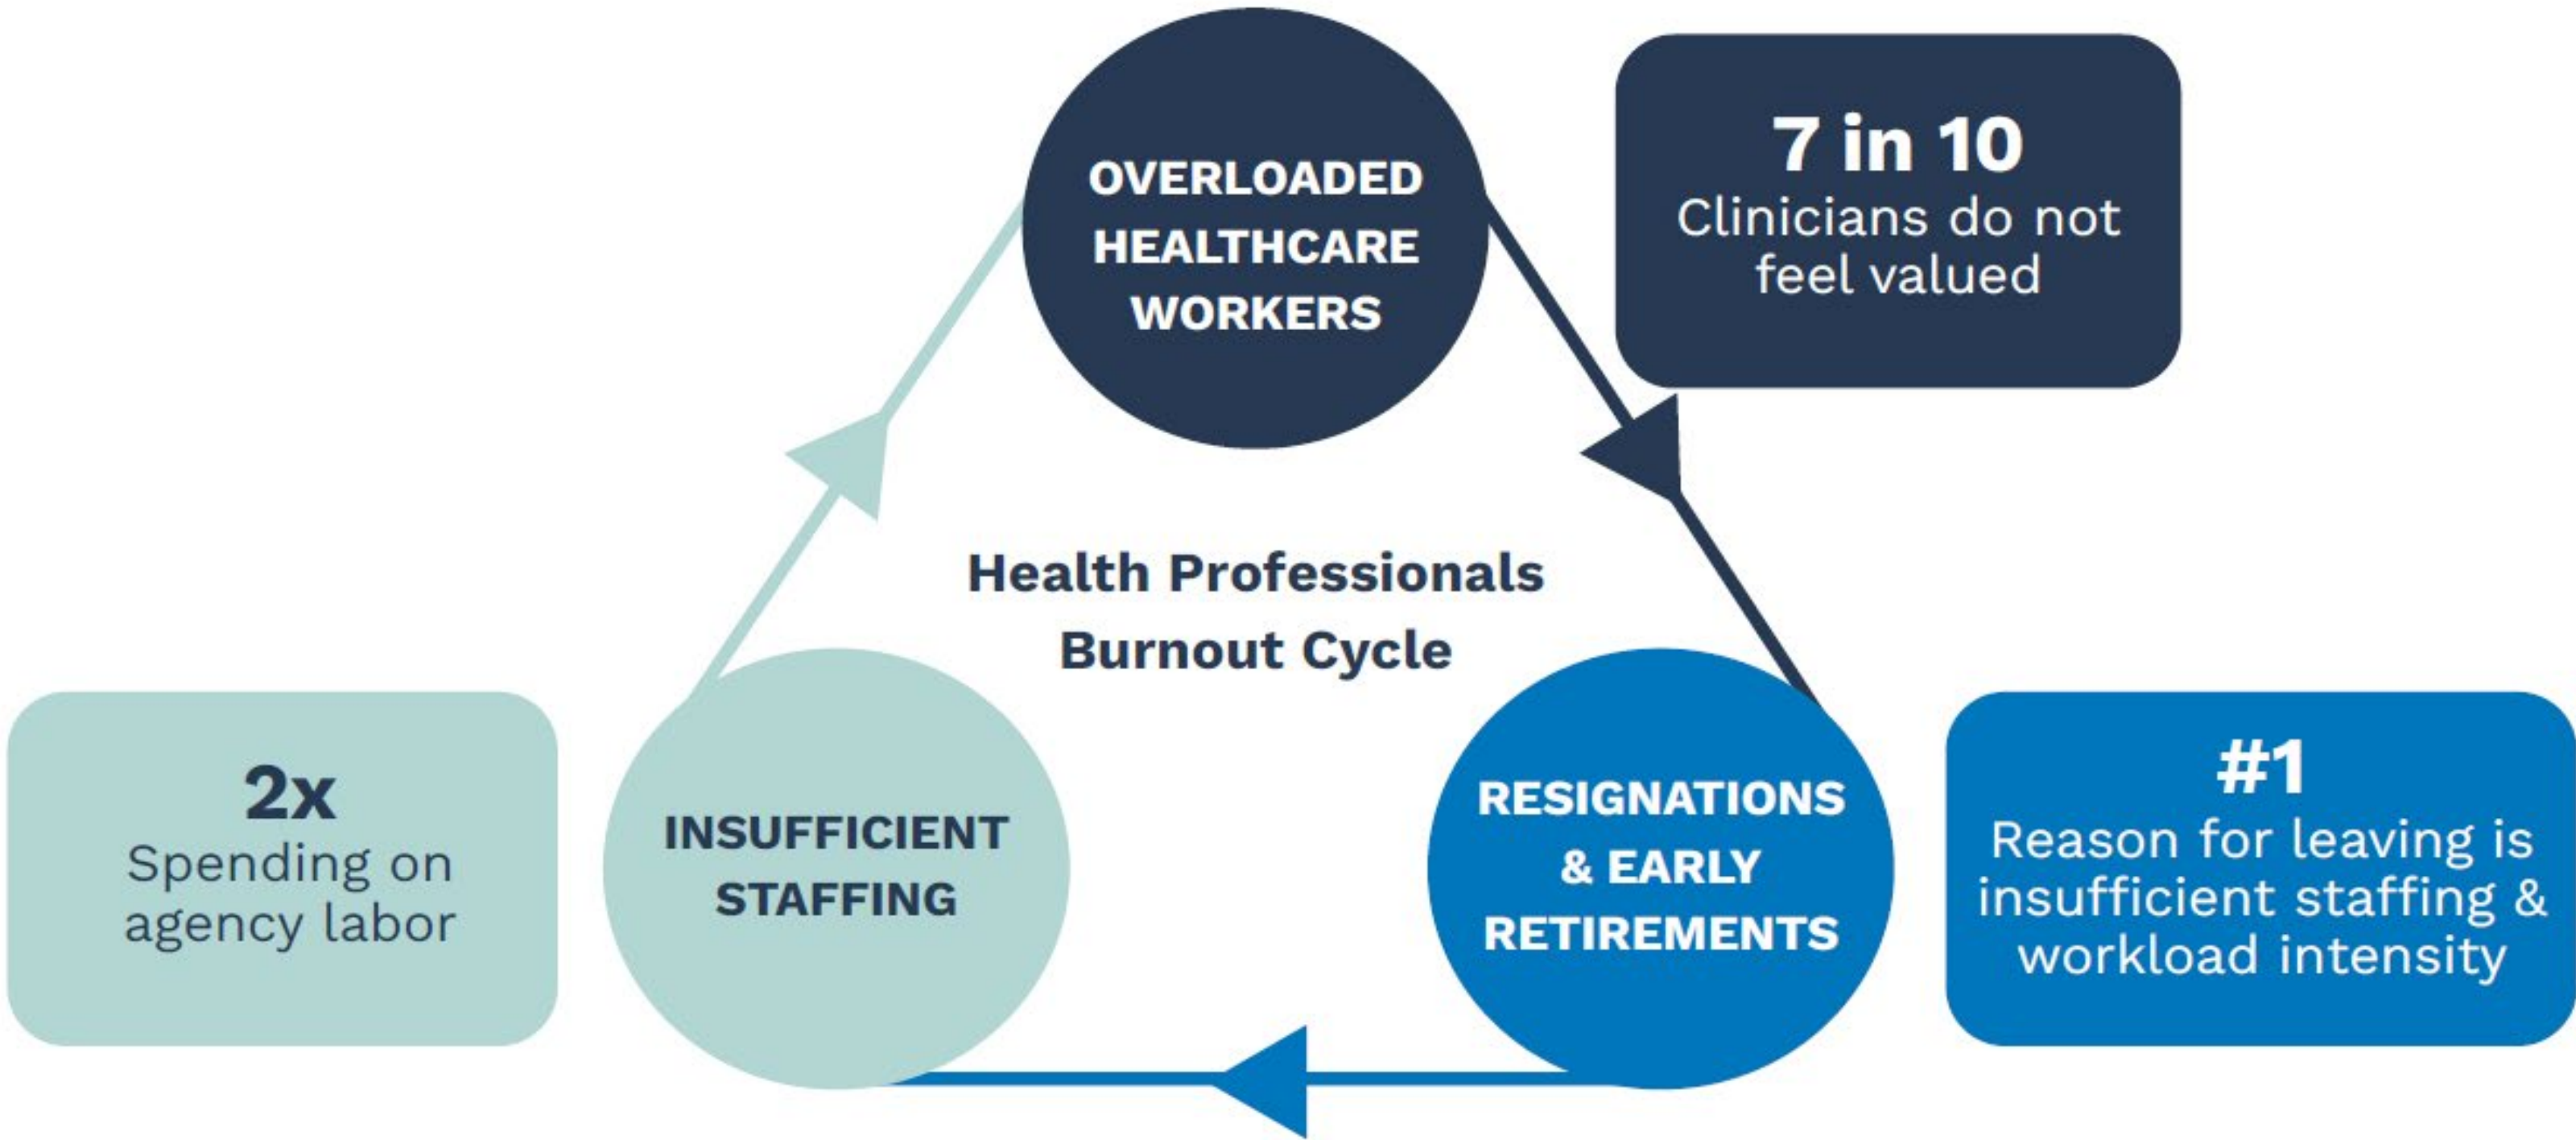 OVERLOADED
HEALTHCARE
WORKERS
7 in 10
Clinicians do not
feel valued
Health Professionals
Burnout Cycle
2x
Spending on
agency labor
INSUFFICIENT
STAFFING
RESIGNATIONS
& EARLY
RETIREMENTS
#1
Reason for leaving is
insufficient staffing &
workload intensity